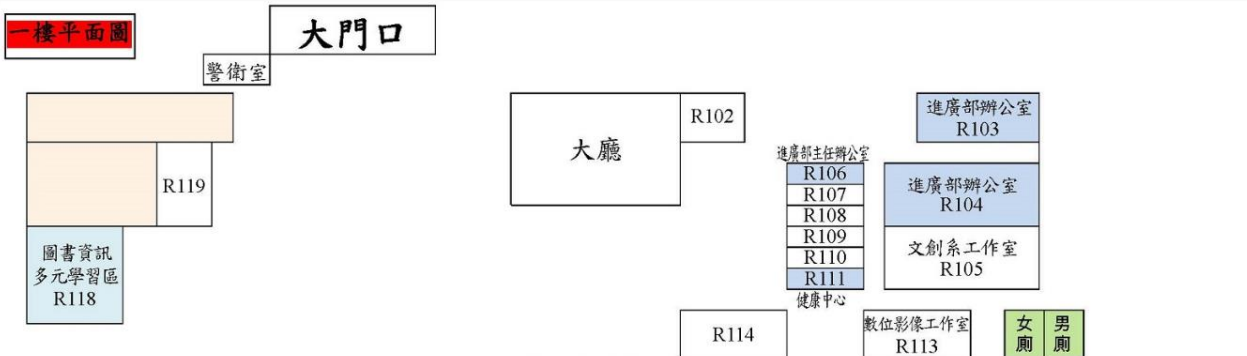 一樓平面圖
大門口
警衛室
大廳
R102
進廣部辦公室
R103
進廣部主任辦公室
R106
R107
R108
R109
R110
R111
健康中心
進廣部辦公室
R104
文創系工作室
R105
R119
圖書資訊
多元學習區
R118
R114
數位影像工作室
R113
女廁
男廁